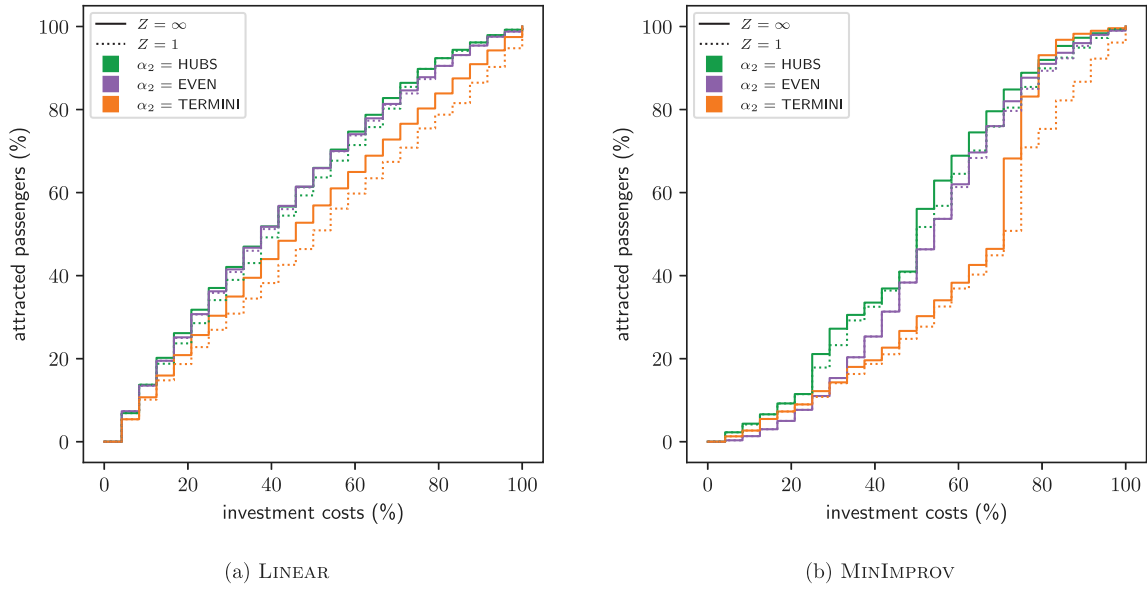 Z = ∞
Z = 1
α₂ = HUBS
α₂ = EVEN
α₂ = TERMINI
100
80
60
40
20
0
attracted passengers (%)
0 20 40 60 80 100
investment costs (%)
(a) LINEAR
Z = ∞
Z = 1
α₂ = HUBS
α₂ = EVEN
α₂ = TERMINI
100
80
60
40
20
0
attracted passengers (%)
0 20 40 60 80 100
investment costs (%)
(b) MINIMPROV